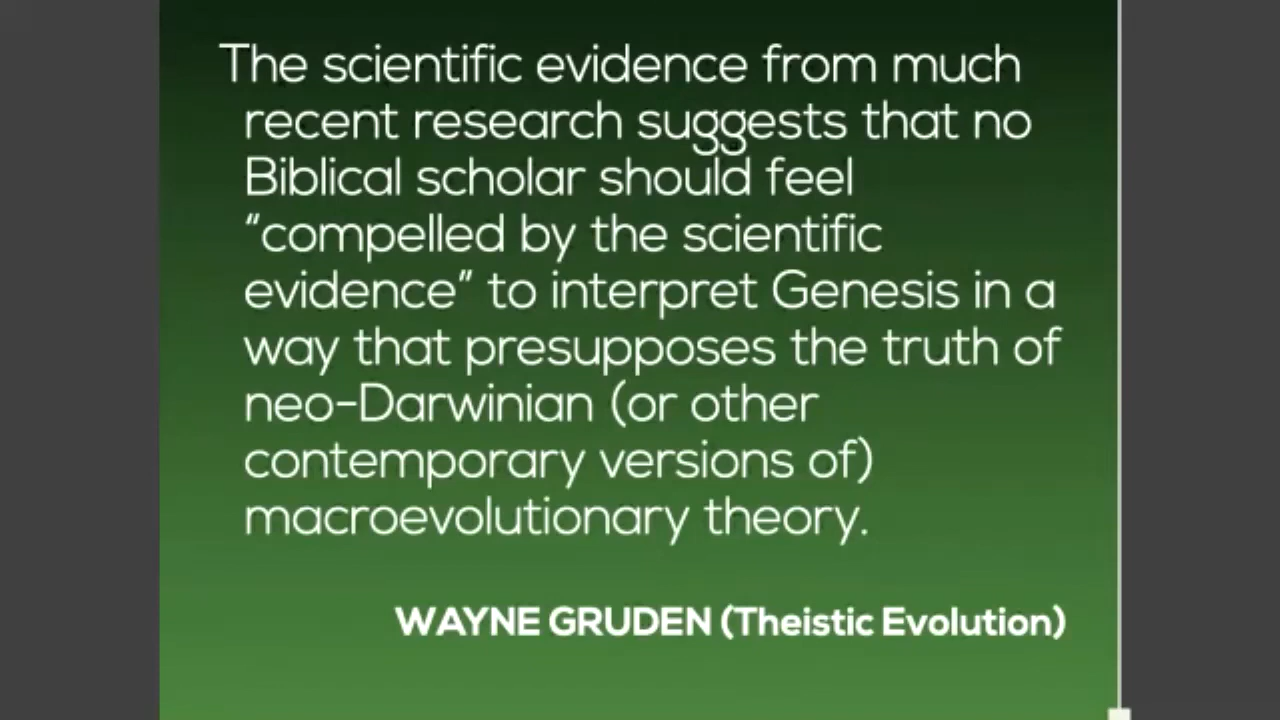 The scientific evidence from much
recent research suggests that no
Biblical scholar should feel
“compelled by the scientific
evidence” to interpret Genesis in a
way that presupposes the truth of
neo-Darwinian (or other
contemporary versions of)
macroevolutionary theory.
WAYNE GRUDEN (Theistic Evolution)